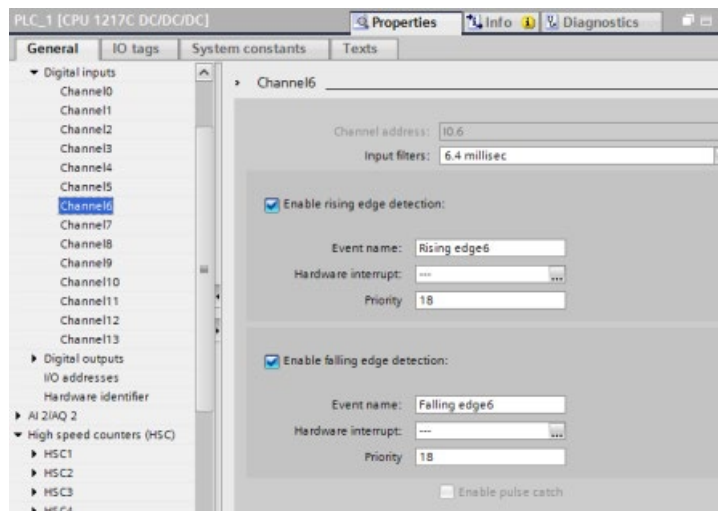 PLC_1 [CPU 1217C DC/DC/DC]
Properties
Info
Diagnostics
General
IO tags
System constants
Texts
Digital inputs
Channel0
Channel1
Channel2
Channel3
Channel4
Channel5
Channel6
Channel7
Channel8
Channel9
Channel10
Channel11
Channel12
Channel13
Digital outputs
I/O addresses
Hardware identifier
AI 2/AQ 2
High speed counters (HSC)
HSC1
HSC2
HSC3
HSC4
Channel6
Channel address: I0.6
Input filters: 6.4 millisec
Enable rising edge detection:
Event name: Rising edge6
Hardware interrupt: --- ...
Priority 18
Enable falling edge detection:
Event name: Falling edge6
Hardware interrupt: --- ...
Priority 18
Enable pulse catch